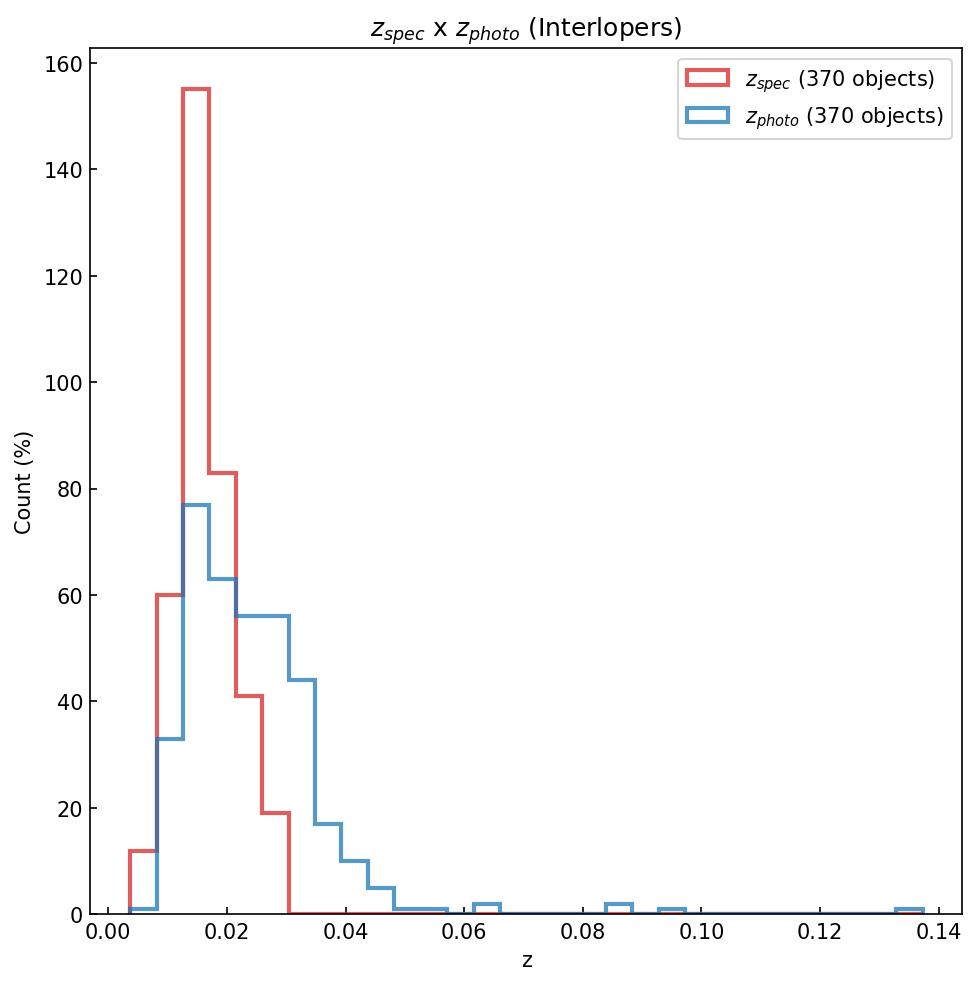 z_spec x z_photo (Interlopers)
z_spec (370 objects)
z_photo (370 objects)
160
140
120
100
80
60
40
20
0
Count (%)
0.00 0.02 0.04 0.06 0.08 0.10 0.12 0.14
z